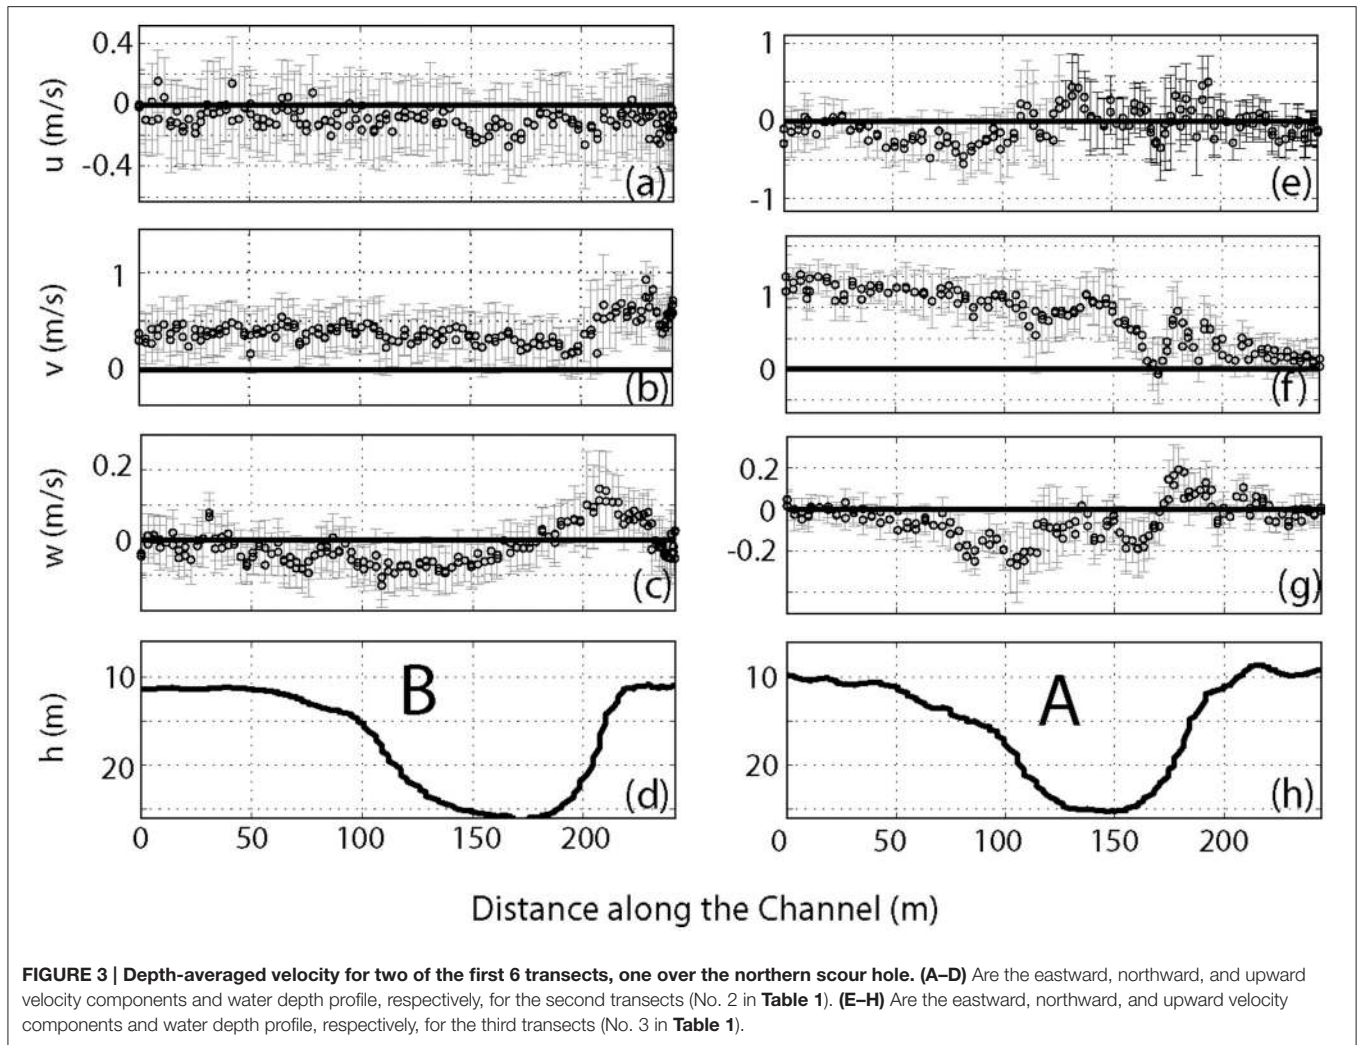 0.4
0
-0.4
u (m/s)
(a)
1
0
v (m/s)
(b)
0.2
0
w (m/s)
(c)
10
20
h (m)
B
(d)
0 50 100 150 200
1
0
-1
(e)
1
0
(f)
0.2
0
-0.2
(g)
10
20
A
(h)
0 50 100 150 200
Distance along the Channel (m)
FIGURE 3 | Depth-averaged velocity for two of the first 6 transects, one over the northern scour hole. (A–D) Are the eastward, northward, and upward
velocity components and water depth profile, respectively, for the second transects (No. 2 in Table 1). (E–H) Are the eastward, northward, and upward velocity
components and water depth profile, respectively, for the third transects (No. 3 in Table 1).